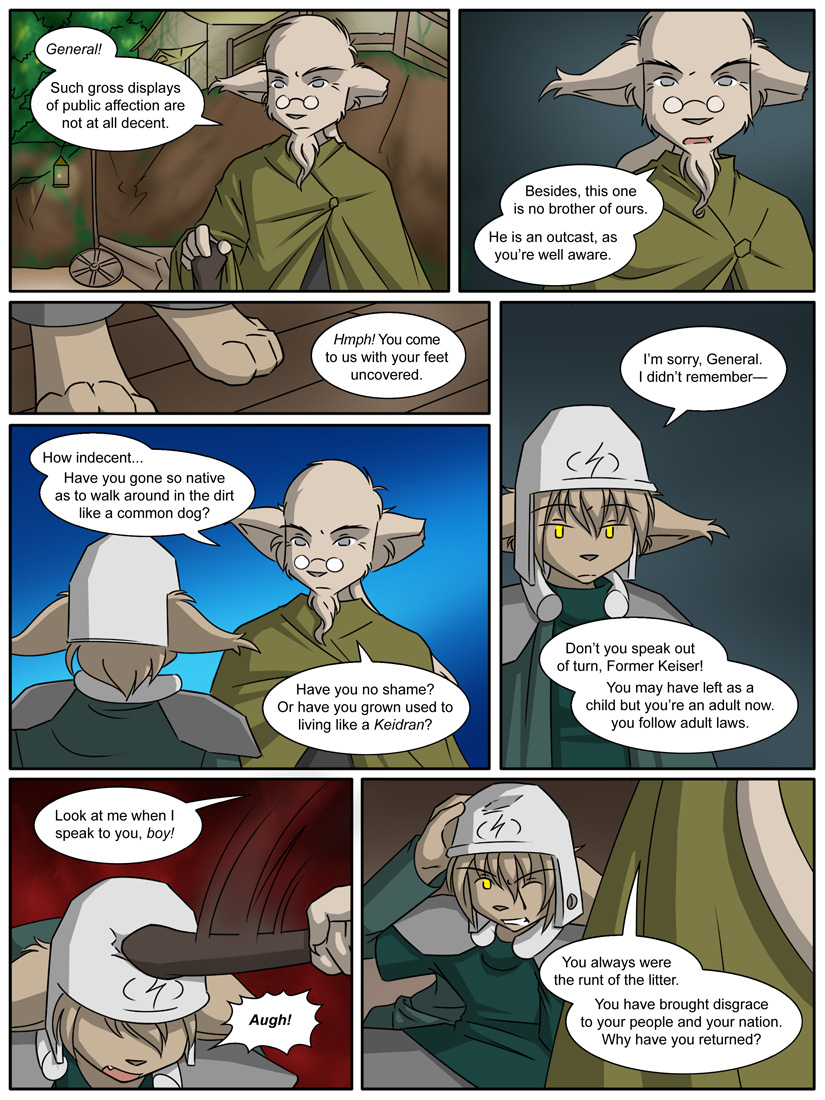 General!
Such gross displays
of public affection are
not at all decent.
Besides, this one
is no brother of ours.
He is an outcast, as
you're well aware.
Hmph! You come
to us with your feet
uncovered.
How indecent...
Have you gone so native
as to walk around in the dirt
like a common dog?
Have you no shame?
Or have you grown used to
living like a Keidran?
I'm sorry, General.
I didn't remember—
Don't you speak out
of turn, Former Keiser!
You may have left as a
child but you're an adult now.
you follow adult laws.
Look at me when I
speak to you, boy!
Augh!
You always were
the runt of the litter.
You have brought disgrace
to your people and your nation.
Why have you returned?